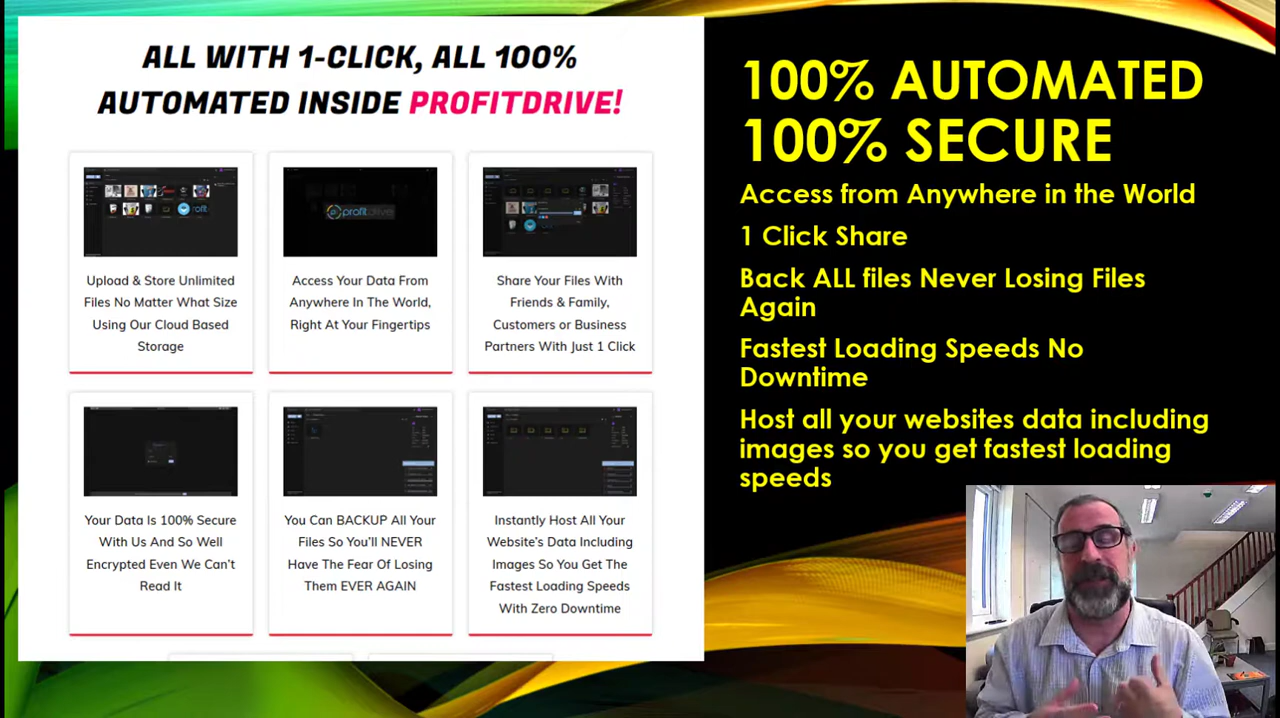 ALL WITH 1-CLICK, ALL 100%
AUTOMATED INSIDE PROFITDRIVE!
profitdrive
Upload & Store Unlimited
Files No Matter What Size
Using Our Cloud Based
Storage
Access Your Data From
Anywhere In The World,
Right At Your Fingertips
Share Your Files With
Friends & Family,
Customers or Business
Partners With Just 1 Click
Your Data Is 100% Secure
With Us And So Well
Encrypted Even We Can't
Read It
You Can BACKUP All Your
Files So You'll NEVER
Have The Fear Of Losing
Them EVER AGAIN
Instantly Host All Your
Website's Data Including
Images So You Get The
Fastest Loading Speeds
With Zero Downtime
100% AUTOMATED
100% SECURE
Access from Anywhere in the World
1 Click Share
Back ALL files Never Losing Files
Again
Fastest Loading Speeds No
Downtime
Host all your websites data including
images so you get fastest loading
speeds